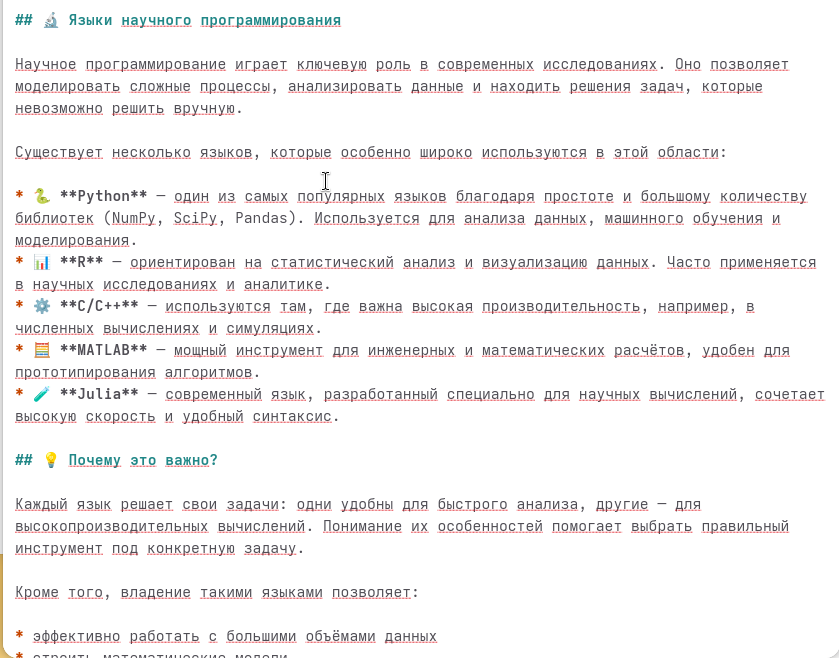 ## 🔬 Языки научного программирования
Научное программирование играет ключевую роль в современных исследованиях. Оно позволяет
моделировать сложные процессы, анализировать данные и находить решения задач, которые
невозможно решить вручную.
Существует несколько языков, которые особенно широко используются в этой области:
* 🐍 **Python** — один из самых популярных языков благодаря простоте и большому количеству
библиотек (NumPy, SciPy, Pandas). Используется для анализа данных, машинного обучения и
моделирования.
* 📊 **R** — ориентирован на статистический анализ и визуализацию данных. Часто применяется
в научных исследованиях и аналитике.
* ⚙️ **C/C++** — используются там, где важна высокая производительность, например, в
численных вычислениях и симуляциях.
* 🧮 **MATLAB** — мощный инструмент для инженерных и математических расчётов, удобен для
прототипирования алгоритмов.
* 🧪 **Julia** — современный язык, разработанный специально для научных вычислений, сочетает
высокую скорость и удобный синтаксис.
## 💡 Почему это важно?
Каждый язык решает свои задачи: одни удобны для быстрого анализа, другие — для
высокопроизводительных вычислений. Понимание их особенностей помогает выбрать правильный
инструмент под конкретную задачу.
Кроме того, владение такими языками позволяет:
* эффективно работать с большими объёмами данных
* строить математические модели